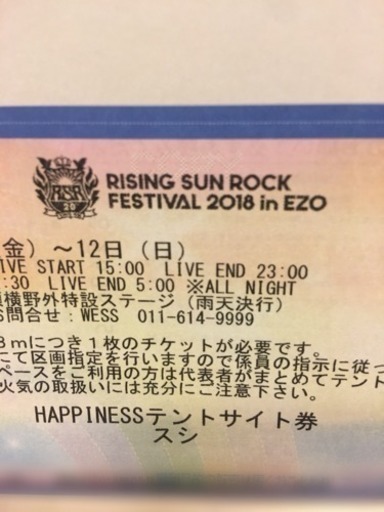 RSR
20
RISING SUN ROCK
FESTIVAL 2018 in EZO
金）～12日（日）
IVE START 15:00 LIVE END 23:00
:30 LIVE END 5:00 ※ALL NIGHT
横野外特設ステージ（雨天決行）
問合せ：WESS 011-614-9999
8mにつき１枚のチケットが必要です。
にて区画指定を行いますので係員の指示に従っ
ペースをご利用の方は代表者がまとめてテント
火気の取扱いには充分にご注意下さい。
HAPPINESSテントサイト券
スシ